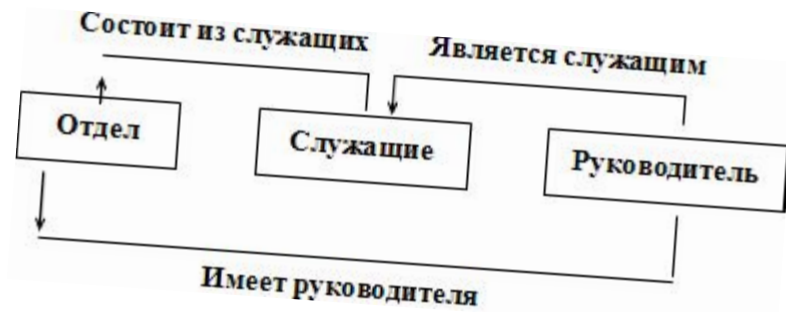 Состоит из служащих
Является служащим
Отдел
Служащие
Руководитель
Имеет руководителя